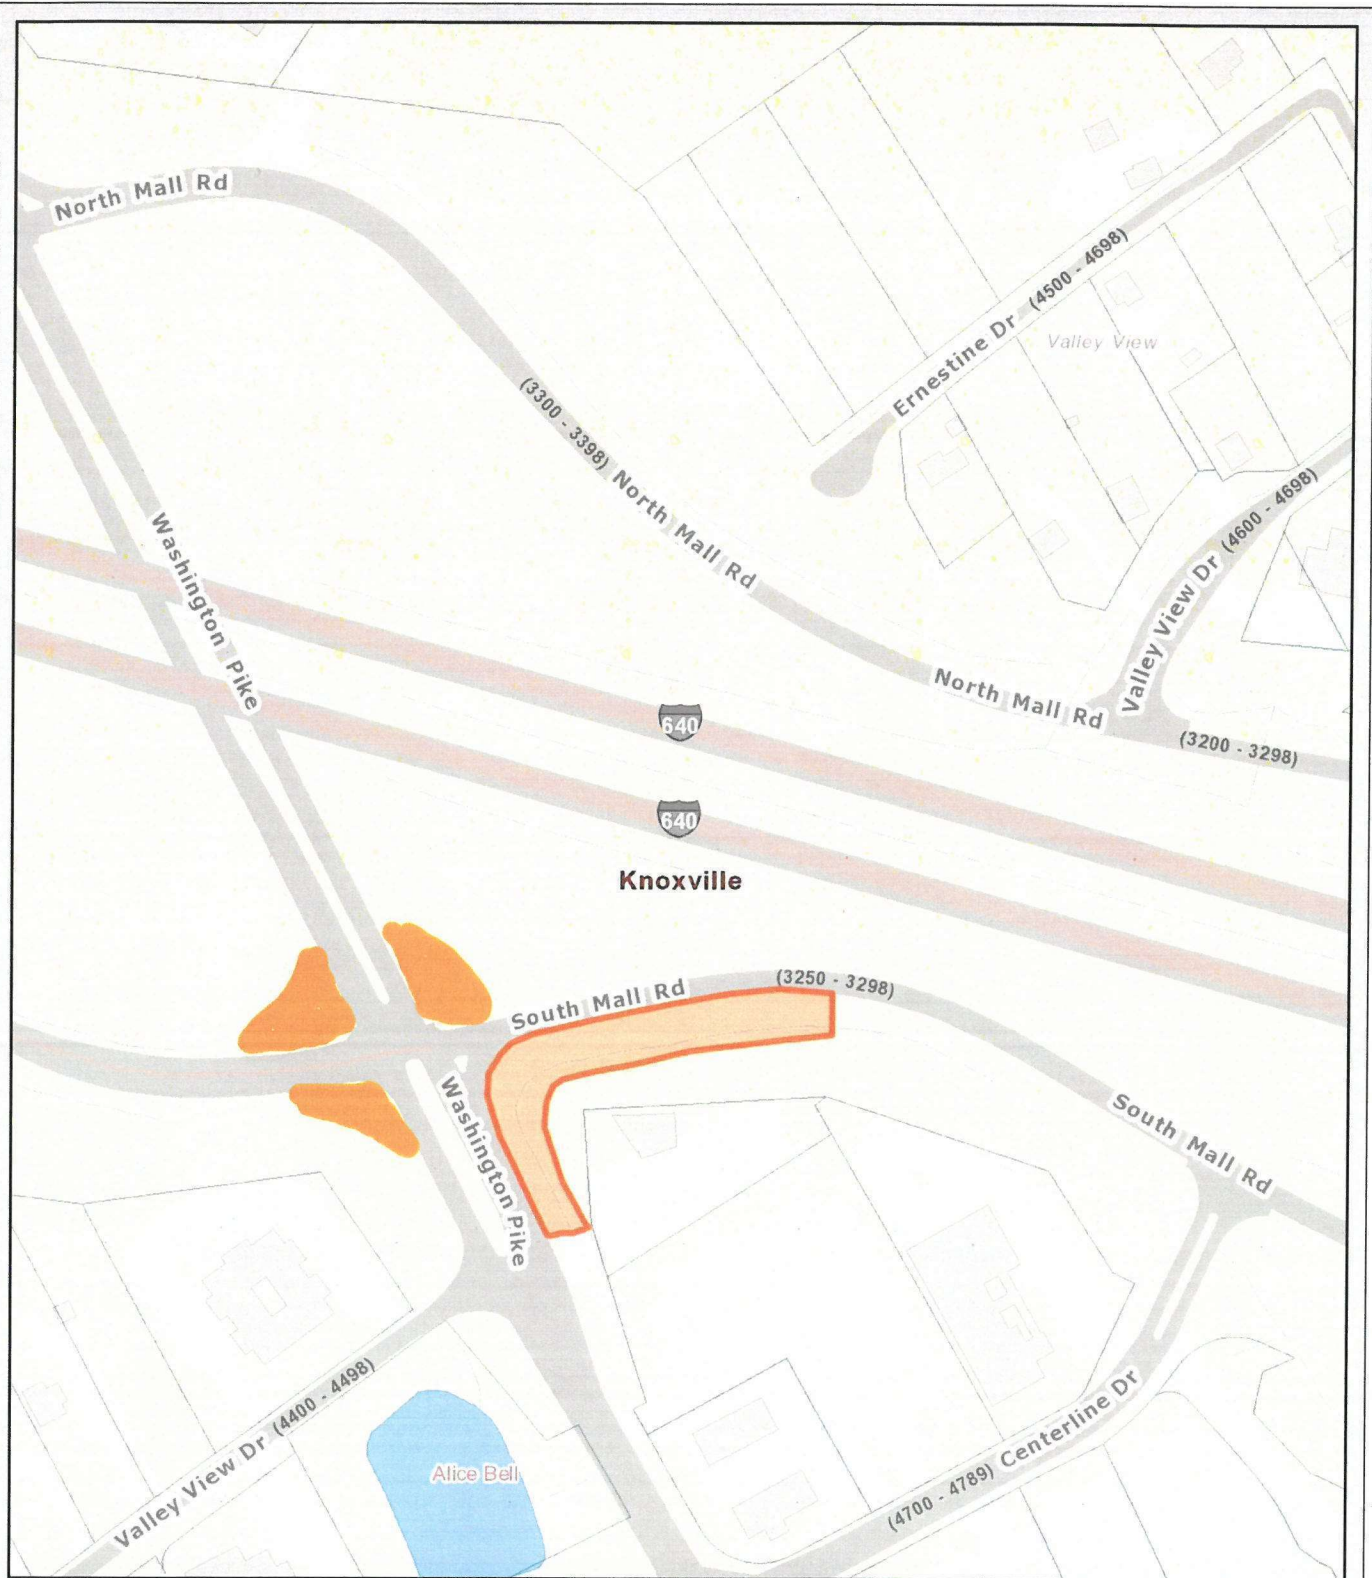 North Mall Rd
(4500 - 4698)
Ernestine Dr
Valley View
(3300 - 3398)
North Mall Rd
(4600 - 4698)
Valley View Dr
Washington Pike
North Mall Rd
(3200 - 3298)
640
640
Knoxville
South Mall Rd
(3250 - 3298)
Washington Pike
South Mall Rd
Valley View Dr
(4400 - 4498)
Alice Bell
(4700 - 4789)
Centerline Dr